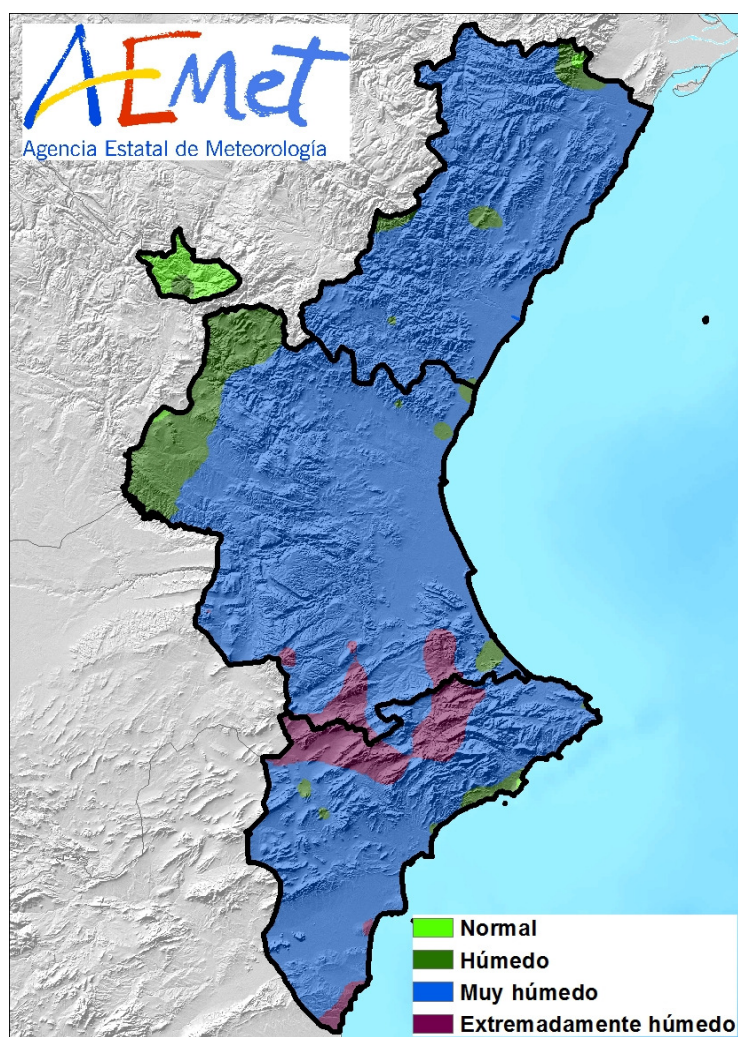 AEmet
Agencia Estatal de Meteorología
Normal
Húmedo
Muy húmedo
Extremadamente húmedo